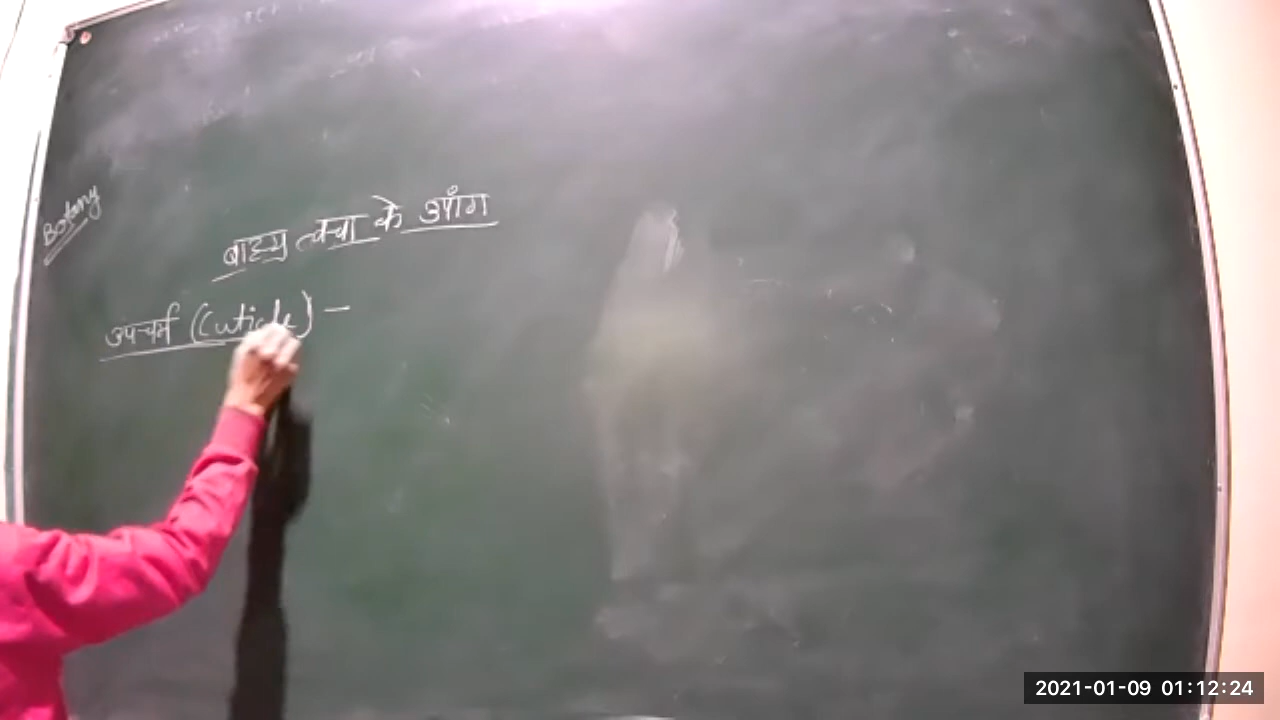 Botany
बाह्य त्वचा के उपाँग
उपचर्म (Cuticle) –
2021-01-09 01:12:24